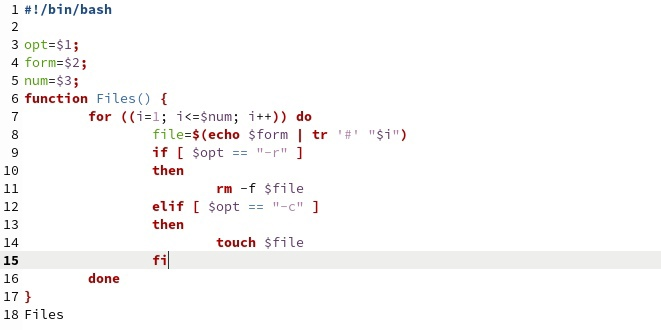 1 #!/bin/bash
2
3 opt=$1;
4 form=$2;
5 num=$3;
6 function Files() {
7 for ((i=1; i<=$num; i++)) do
8 file=$(echo $form | tr '#' "$i")
9 if [ $opt == "-r" ]
10 then
11 rm -f $file
12 elif [ $opt == "-c" ]
13 then
14 touch $file
15 fi
16 done
17 }
18 Files